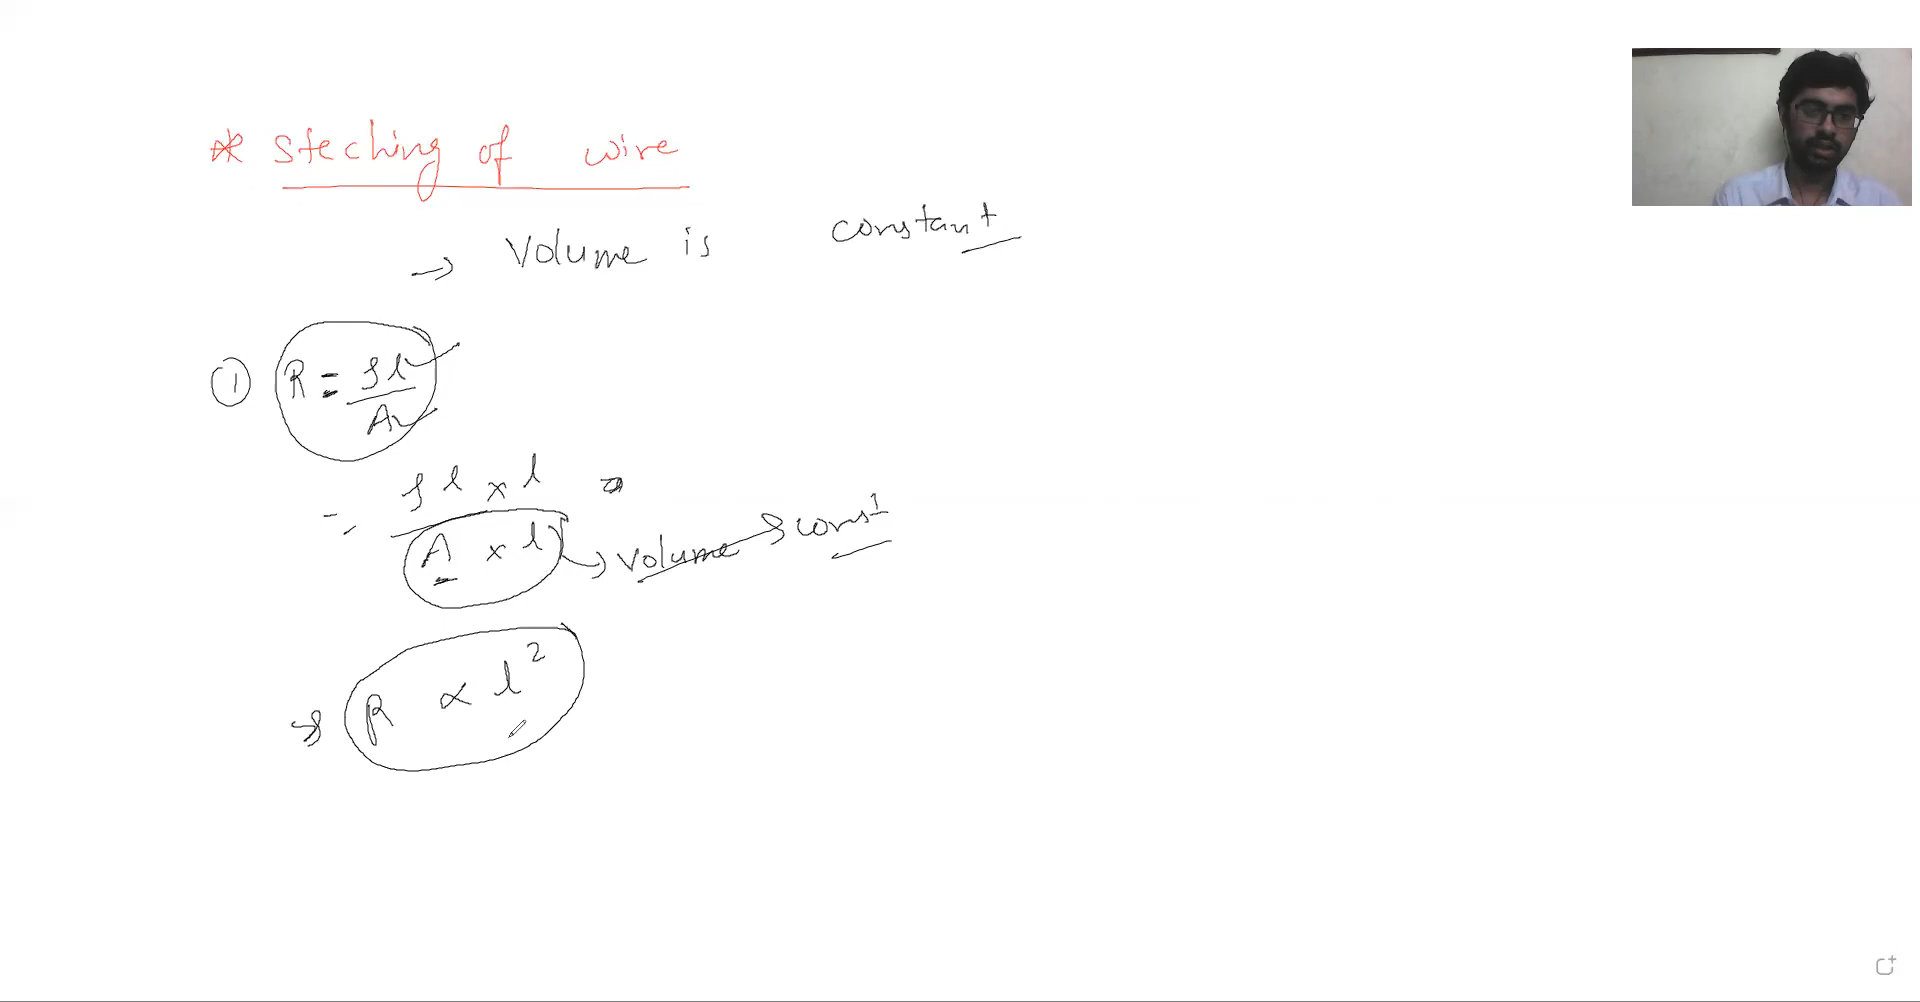 * Steching of wire
→ Volume is constant
① R = ρl / A
= ρl × l / A × l → Volume → const
⇒ R ∝ l²